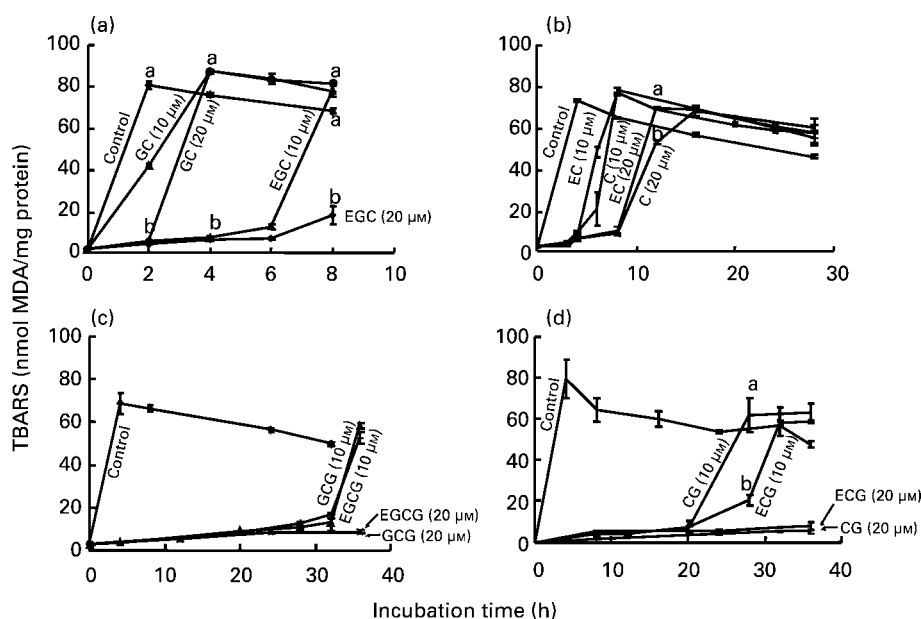 (a)
100
80
60
40
20
0
0 2 4 6 8 10
Control
GC (10 µM)
GC (20 µM)
EGC (10 µM)
EGC (20 µM)
a
a
a
a
b
b
b
(b)
100
80
60
40
20
0
0 10 20 30
Control
EC (10 µM)
C (10 µM)
EC (20 µM)
C (20 µM)
a
b
(c)
100
80
60
40
20
0
0 10 20 30 40
Control
GCG (10 µM)
EGCG (10 µM)
EGCG (20 µM)
GCG (20 µM)
(d)
100
80
60
40
20
0
0 10 20 30 40
Control
CG (10 µM)
ECG (10 µM)
a
b
ECG (20 µM)
CG (20 µM)
TBARS (nmol MDA/mg protein)
Incubation time (h)